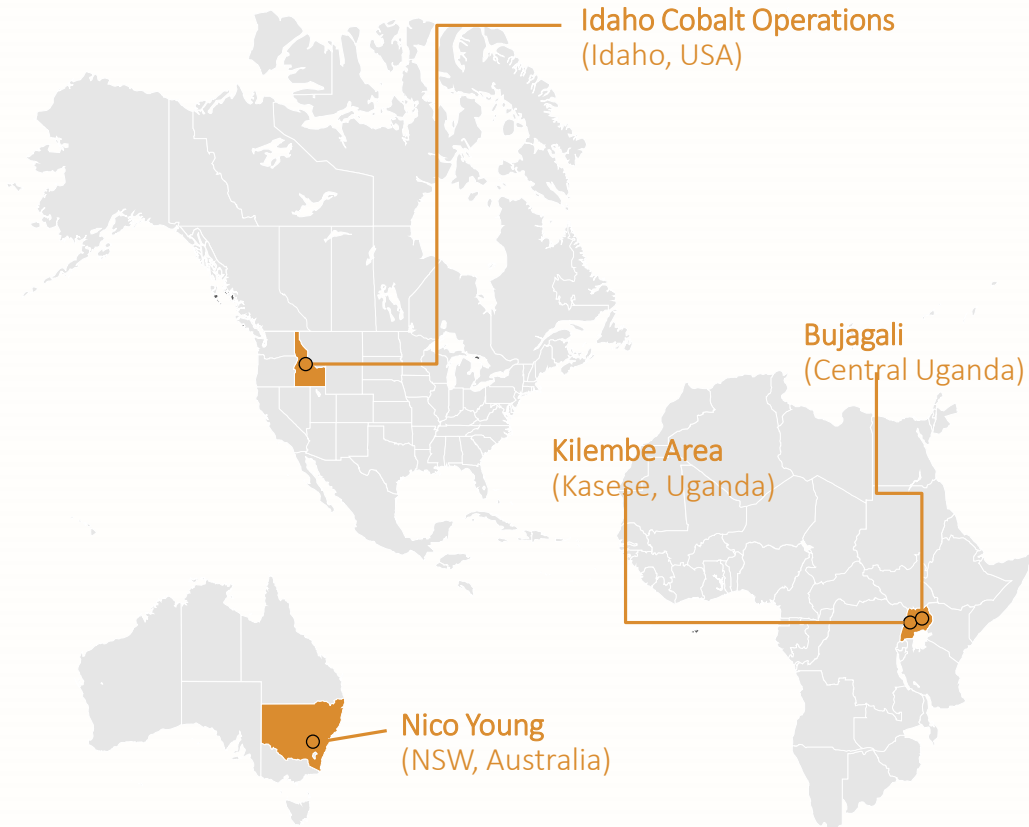 Idaho Cobalt Operations
(Idaho, USA)
Bujagali
(Central Uganda)
Kilembe Area
(Kasese, Uganda)
Nico Young
(NSW, Australia)